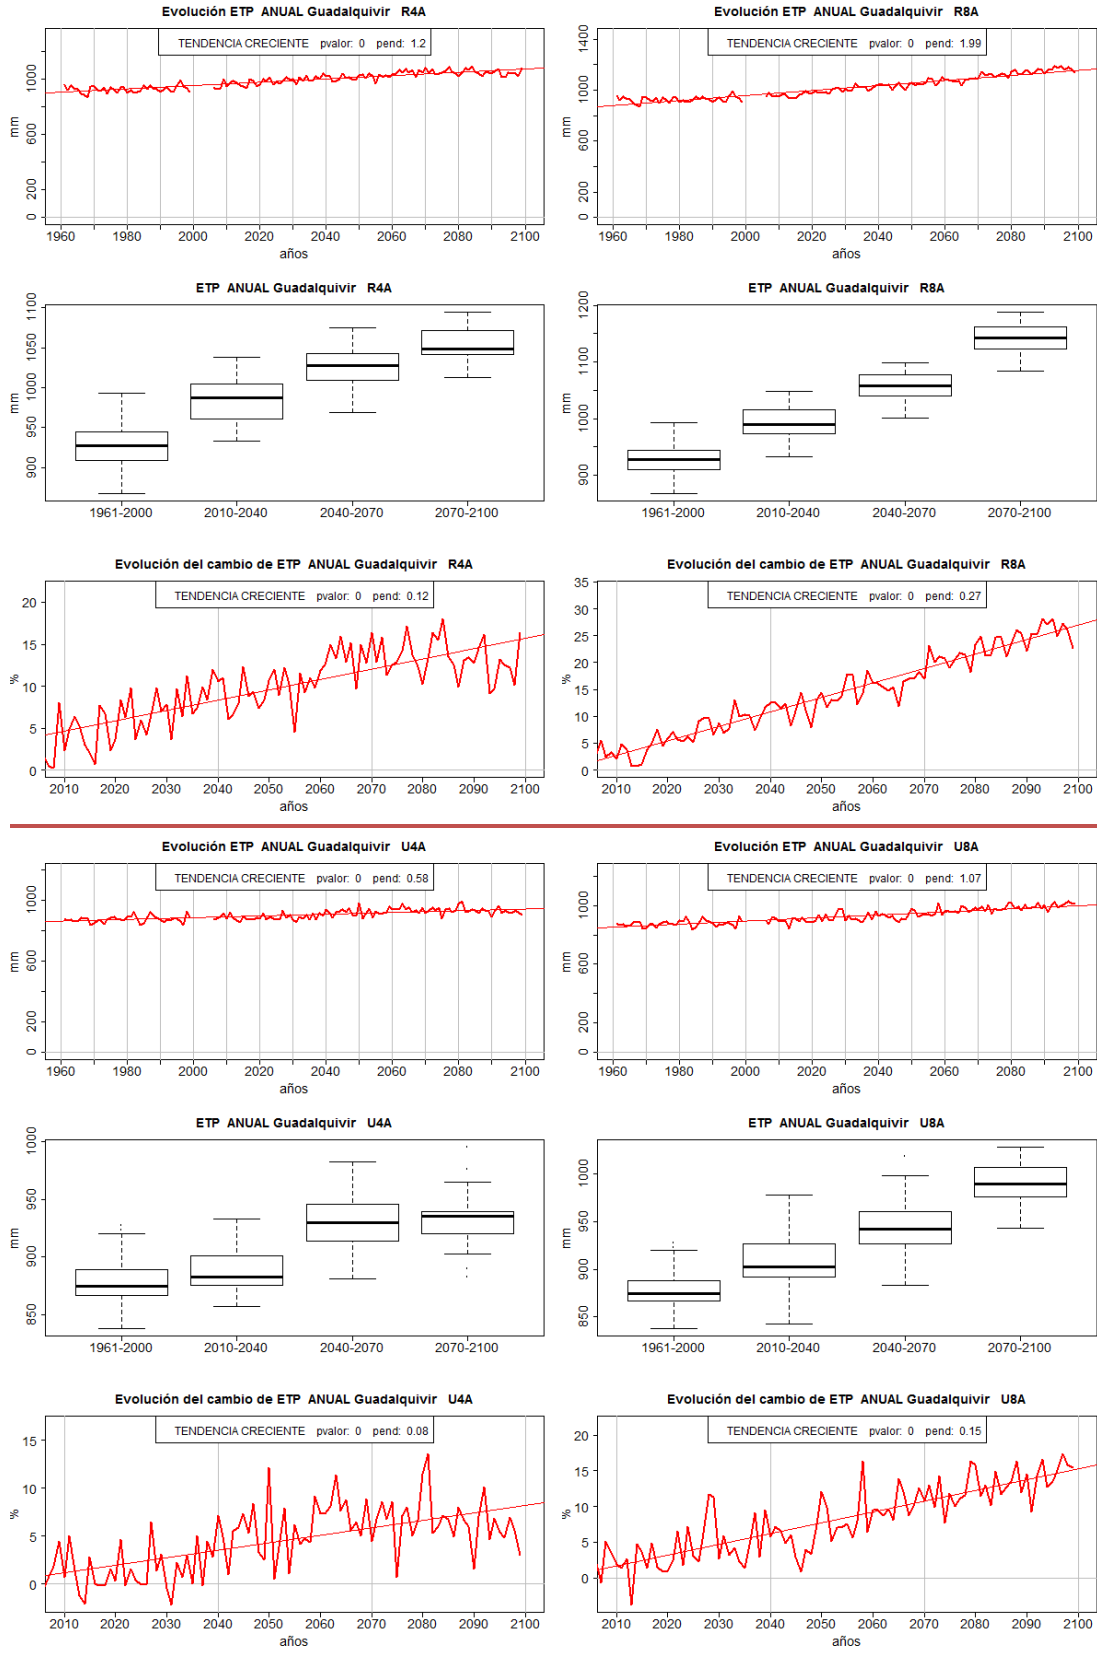 Evolución ETP ANUAL Guadalquivir R4A
TENDENCIA CRECIENTE pvalor: 0 pend: 1.2
mm
0 200 600 1000
1960 1980 2000 2020 2040 2060 2080 2100
años
Evolución ETP ANUAL Guadalquivir R8A
TENDENCIA CRECIENTE pvalor: 0 pend: 1.99
mm
0 200 600 1000 1400
1960 1980 2000 2020 2040 2060 2080 2100
años
ETP ANUAL Guadalquivir R4A
mm
900 950 1000 1050 1100
1961-2000 2010-2040 2040-2070 2070-2100
ETP ANUAL Guadalquivir R8A
mm
900 1000 1100 1200
1961-2000 2010-2040 2040-2070 2070-2100
Evolución del cambio de ETP ANUAL Guadalquivir R4A
TENDENCIA CRECIENTE pvalor: 0 pend: 0.12
%
20
15
10
5
0
2010 2020 2030 2040 2050 2060 2070 2080 2090 2100
años
Evolución del cambio de ETP ANUAL Guadalquivir R8A
TENDENCIA CRECIENTE pvalor: 0 pend: 0.27
%
35
30
25
20
15
10
5
0
2010 2020 2030 2040 2050 2060 2070 2080 2090 2100
años
Evolución ETP ANUAL Guadalquivir U4A
TENDENCIA CRECIENTE pvalor: 0 pend: 0.58
mm
0 200 600 1000
1960 1980 2000 2020 2040 2060 2080 2100
años
Evolución ETP ANUAL Guadalquivir U8A
TENDENCIA CRECIENTE pvalor: 0 pend: 1.07
mm
0 200 600 1000
1960 1980 2000 2020 2040 2060 2080 2100
años
ETP ANUAL Guadalquivir U4A
mm
850 900 950 1000
1961-2000 2010-2040 2040-2070 2070-2100
ETP ANUAL Guadalquivir U8A
mm
850 900 950 1000
1961-2000 2010-2040 2040-2070 2070-2100
Evolución del cambio de ETP ANUAL Guadalquivir U4A
TENDENCIA CRECIENTE pvalor: 0 pend: 0.08
%
15
10
5
0
2010 2020 2030 2040 2050 2060 2070 2080 2090 2100
años
Evolución del cambio de ETP ANUAL Guadalquivir U8A
TENDENCIA CRECIENTE pvalor: 0 pend: 0.15
%
20
15
10
5
0
2010 2020 2030 2040 2050 2060 2070 2080 2090 2100
años